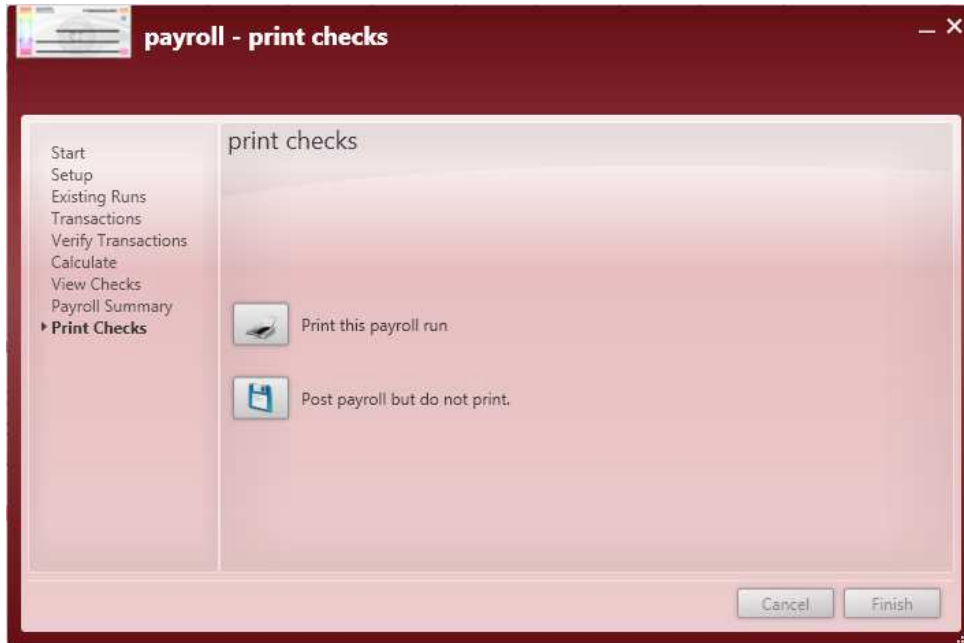 payroll - print checks
print checks
Start
Setup
Existing Runs
Transactions
Verify Transactions
Calculate
View Checks
Payroll Summary
Print Checks
Print this payroll run
Post payroll but do not print.
Cancel
Finish